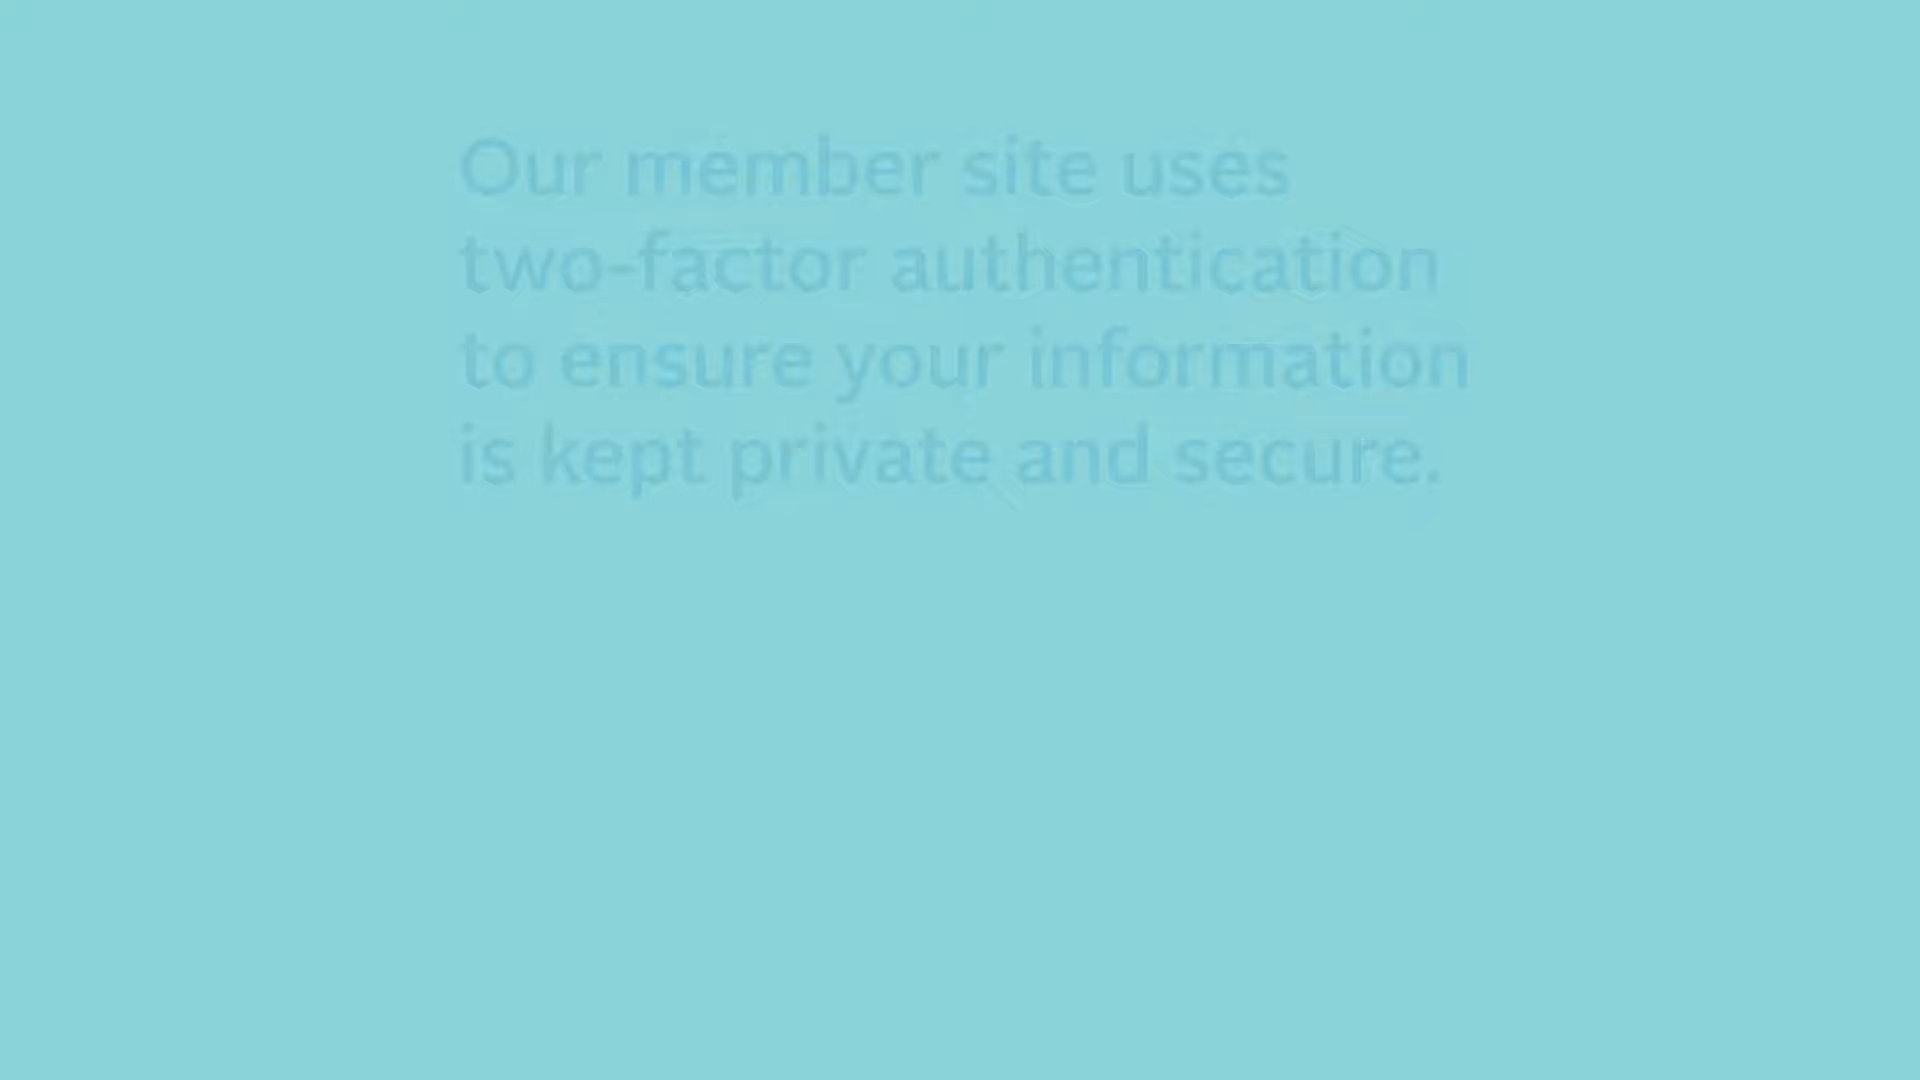 Our member site uses
two-factor authentication
to ensure your information
is kept private and secure.